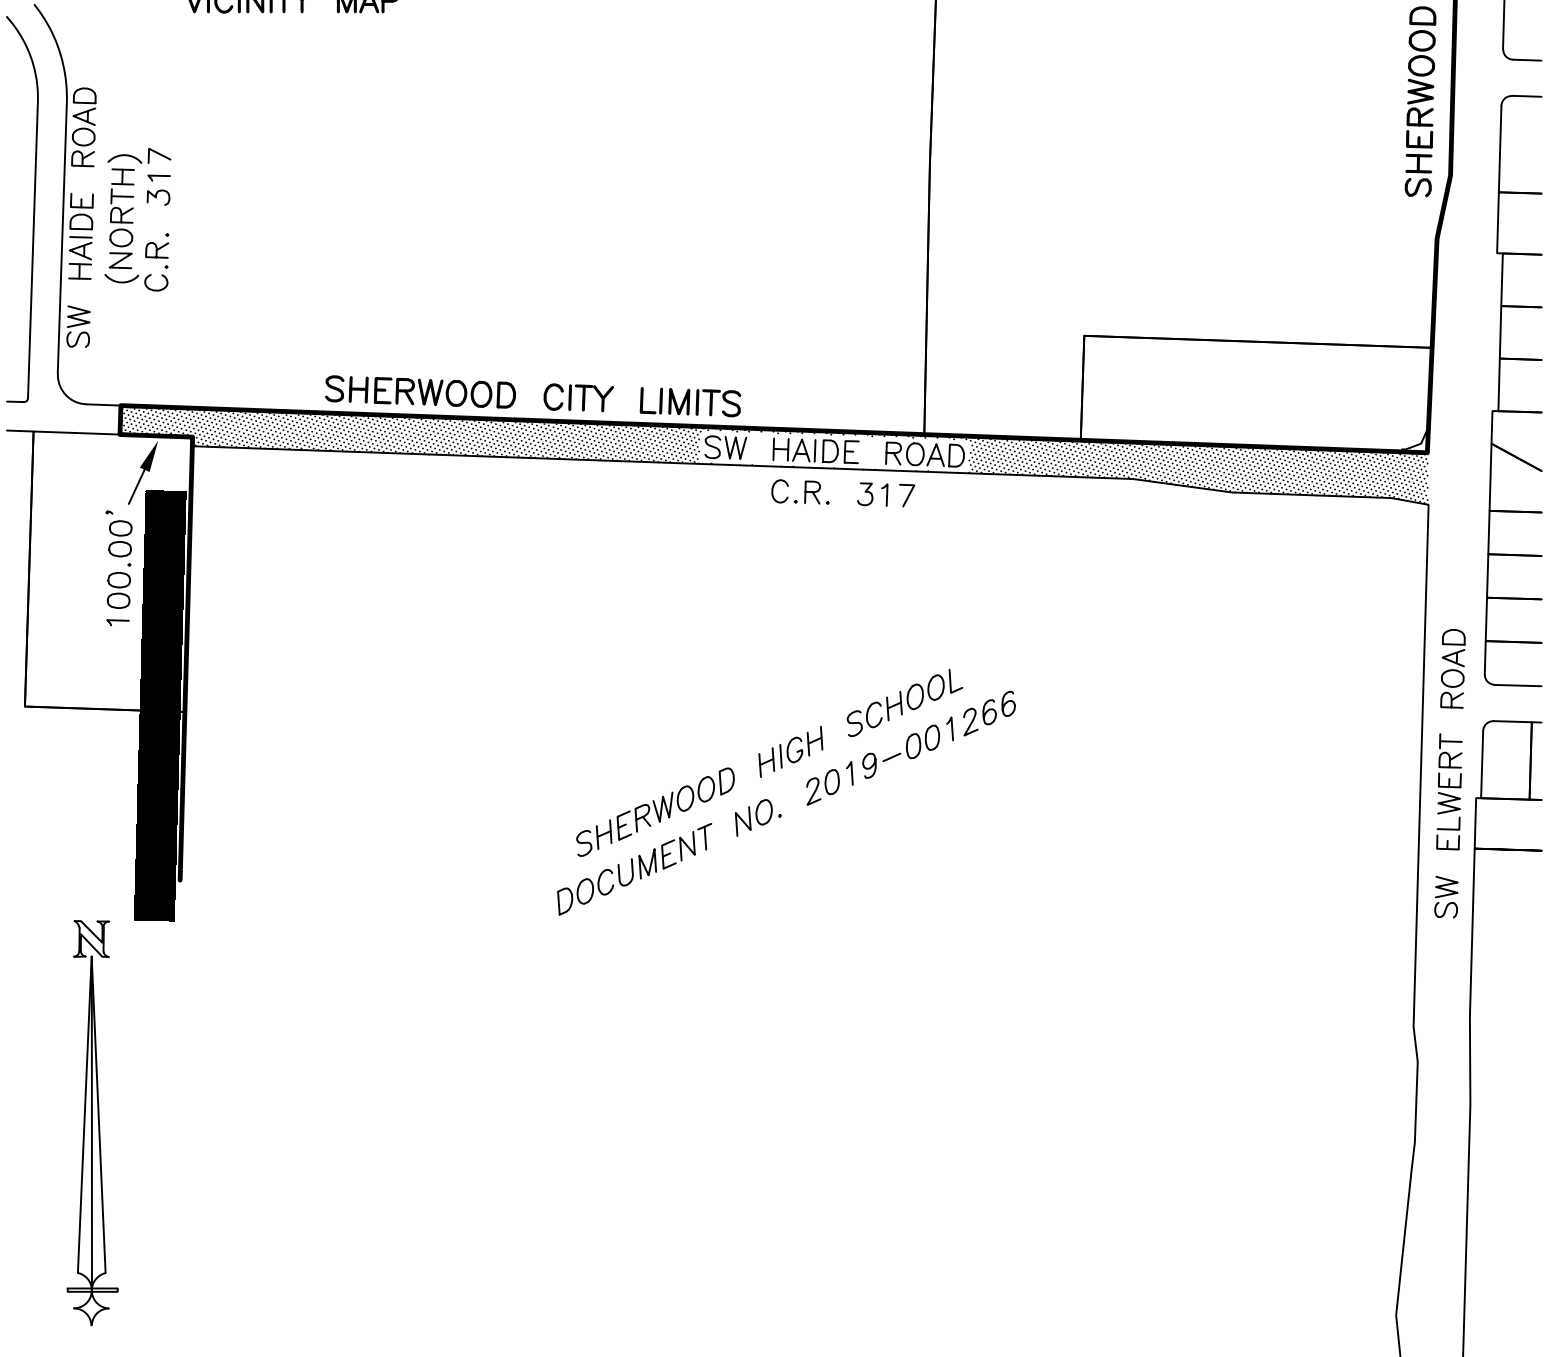 VICINITY MAP
SHERWOOD
SW HAIDE ROAD
(NORTH)
C.R. 317
SHERWOOD CITY LIMITS
SW HAIDE ROAD
C.R. 317
100.00'
SHERWOOD HIGH SCHOOL
DOCUMENT NO. 2019-001266
SW ELWERT ROAD
N